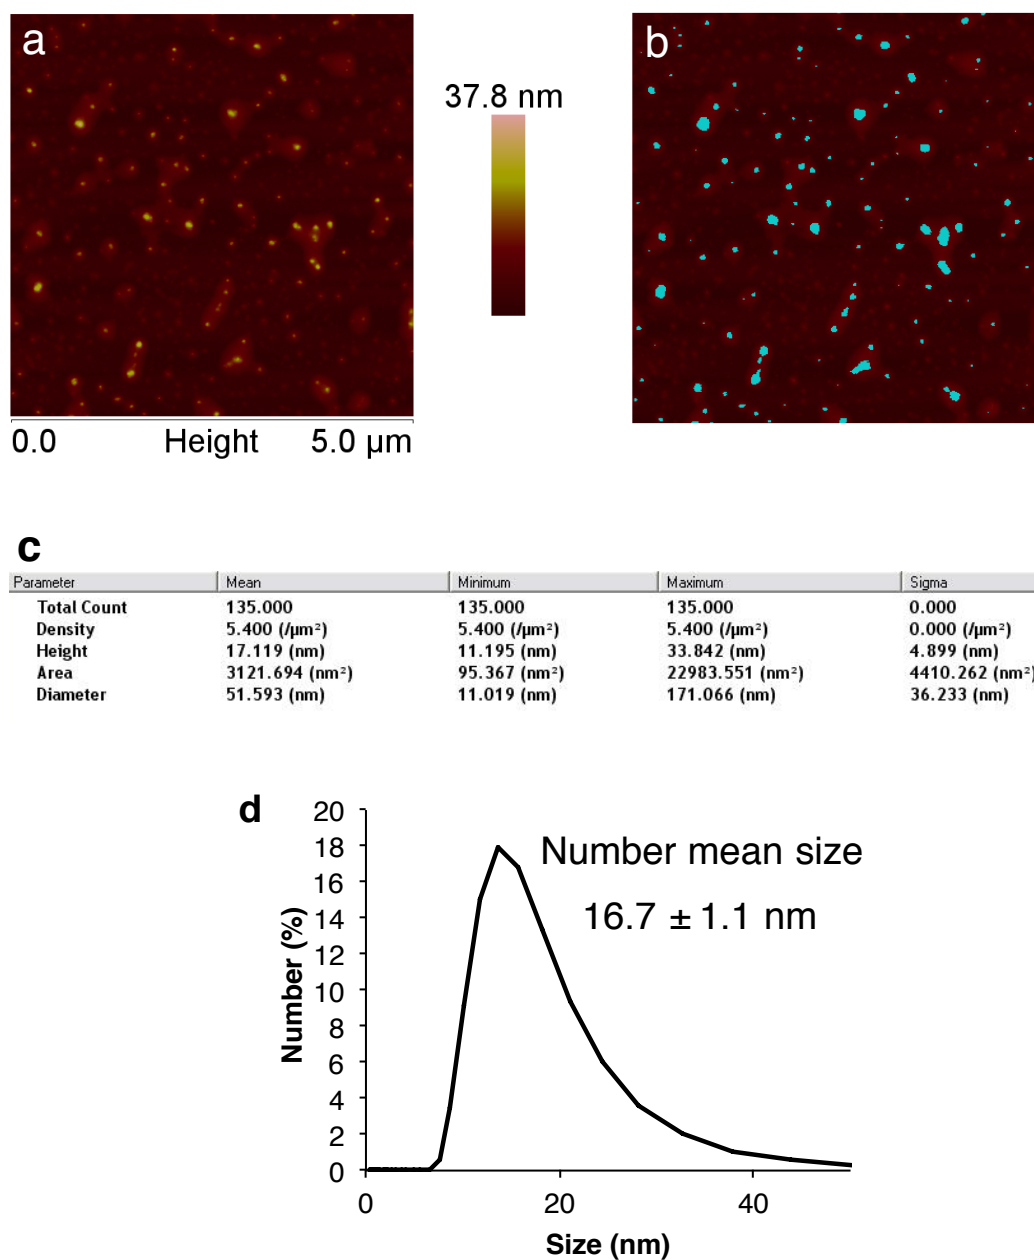 a
b
37.8 nm
0.0 Height 5.0 µm
c
Parameter Mean Minimum Maximum Sigma
Total Count 135.000 135.000 135.000 0.000
Density 5.400 (/µm²) 5.400 (/µm²) 5.400 (/µm²) 0.000 (/µm²)
Height 17.119 (nm) 11.195 (nm) 33.842 (nm) 4.899 (nm)
Area 3121.694 (nm²) 95.367 (nm²) 22983.551 (nm²) 4410.262 (nm²)
Diameter 51.593 (nm) 11.019 (nm) 171.066 (nm) 36.233 (nm)
d
Number mean size
16.7 ± 1.1 nm
20
18
16
14
12
10
8
6
4
2
0
Number (%)
0 20 40
Size (nm)